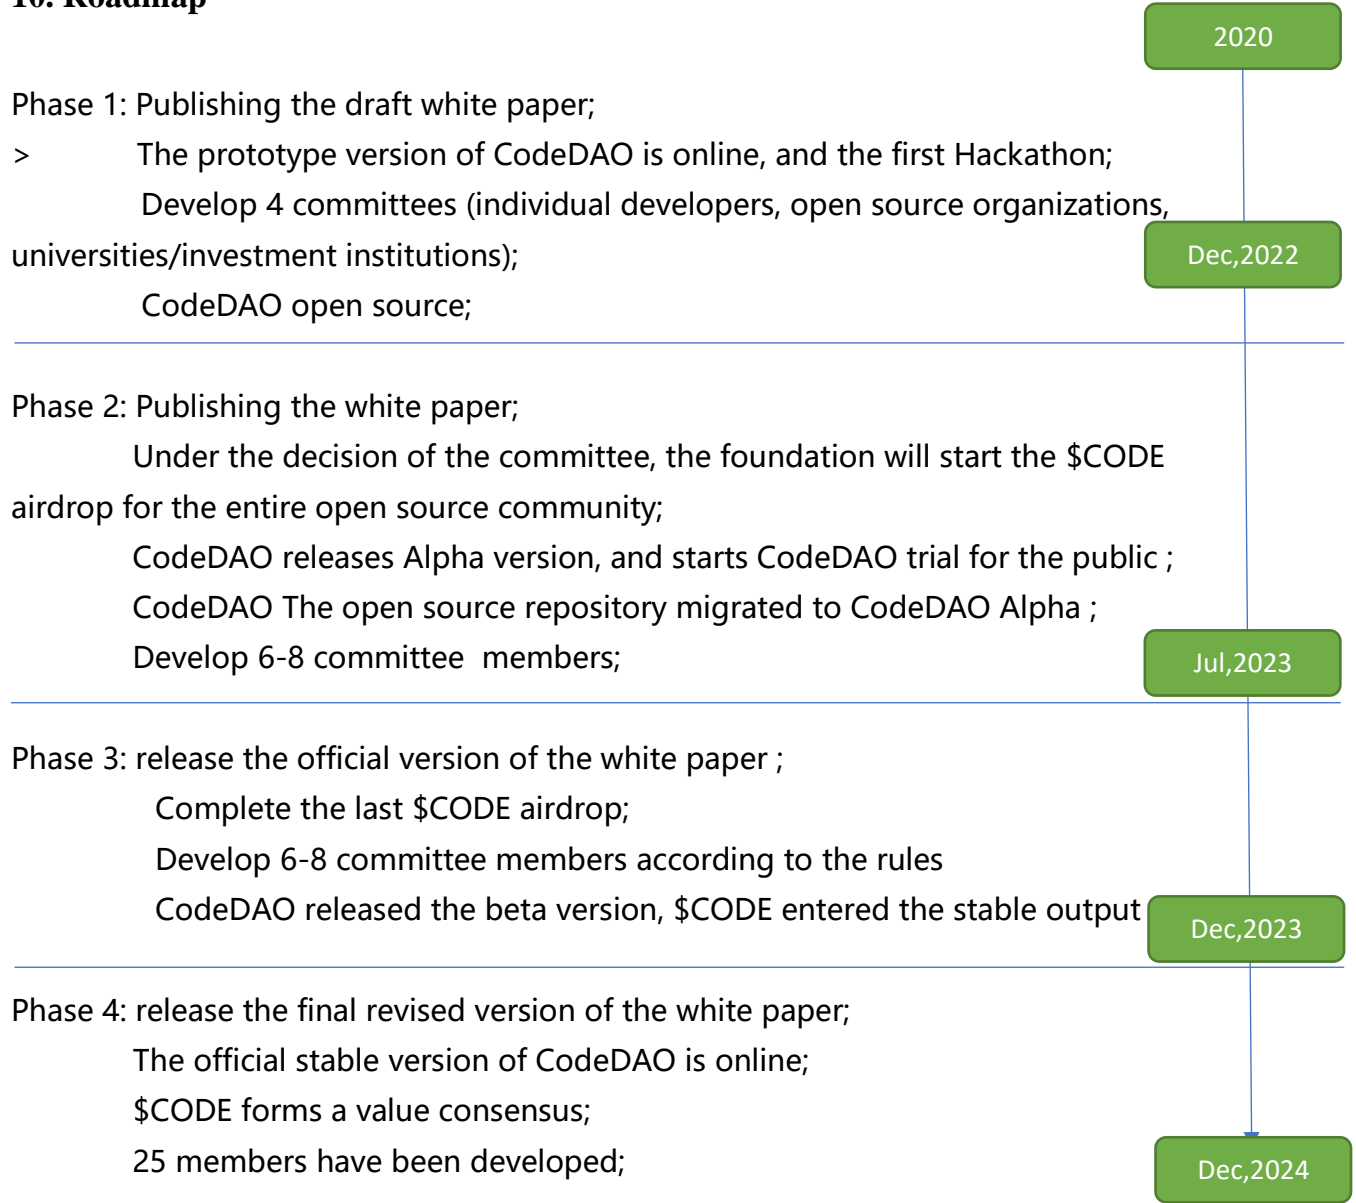 10. Roadmap
2020
Phase 1: Publishing the draft white paper;
> The prototype version of CodeDAO is online, and the first Hackathon;
Develop 4 committees (individual developers, open source organizations,
universities/investment institutions);
Dec,2022
CodeDAO open source;
Phase 2: Publishing the white paper;
Under the decision of the committee, the foundation will start the $CODE
airdrop for the entire open source community;
CodeDAO releases Alpha version, and starts CodeDAO trial for the public ;
CodeDAO The open source repository migrated to CodeDAO Alpha ;
Develop 6-8 committee members;
Jul,2023
Phase 3: release the official version of the white paper ;
Complete the last $CODE airdrop;
Develop 6-8 committee members according to the rules
CodeDAO released the beta version, $CODE entered the stable output
Dec,2023
Phase 4: release the final revised version of the white paper;
The official stable version of CodeDAO is online;
$CODE forms a value consensus;
25 members have been developed;
Dec,2024